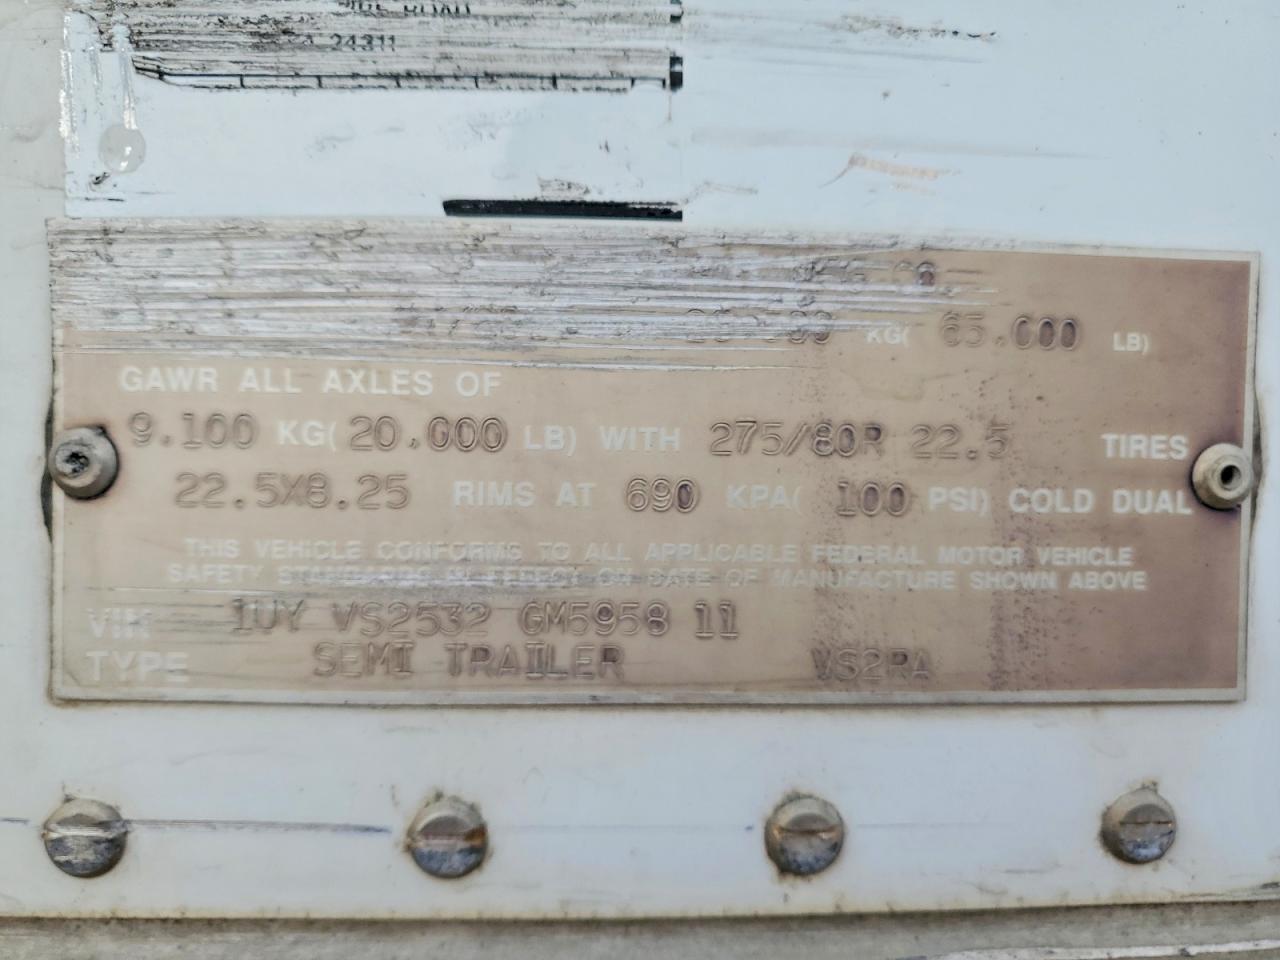 24311
KG( 65,000 LB)
GAWR ALL AXLES OF
9,100 KG( 20,000 LB) WITH 275/80R 22.5 TIRES
22.5X8.25 RIMS AT 690 KPA( 100 PSI) COLD DUAL
THIS VEHICLE CONFORMS TO ALL APPLICABLE FEDERAL MOTOR VEHICLE
SAFETY STANDARDS IN EFFECT ON DATE OF MANUFACTURE SHOWN ABOVE
VIN 1UY VS2532 GM5958 11
TYPE SEMI TRAILER VS2RA